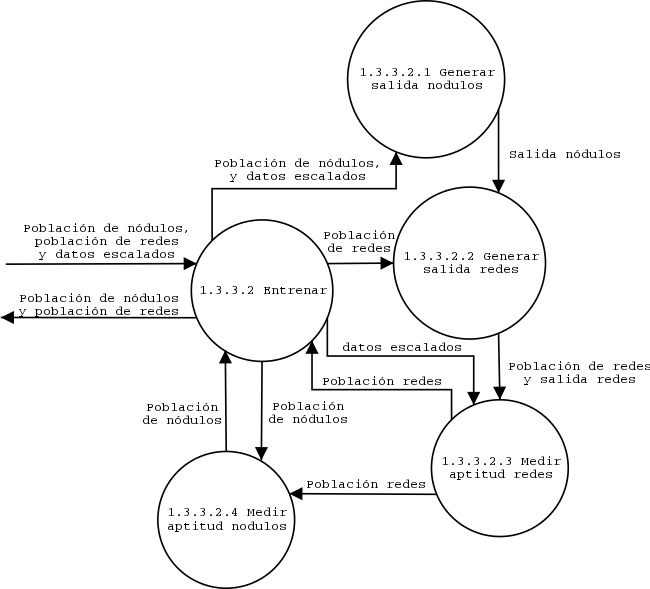 1.3.3.2.1 Generar
salida nodulos
Población de nódulos,
y datos escalados
Salida nódulos
Población de nódulos,
población de redes
y datos escalados
Población
de redes
1.3.3.2.2 Generar
salida redes
1.3.3.2 Entrenar
Población de nódulos
y población de redes
datos escalados
Población de redes
y salida redes
Población redes
Población
de nódulos
Población
de nódulos
1.3.3.2.3 Medir
aptitud redes
Población redes
1.3.3.2.4 Medir
aptitud nodulos